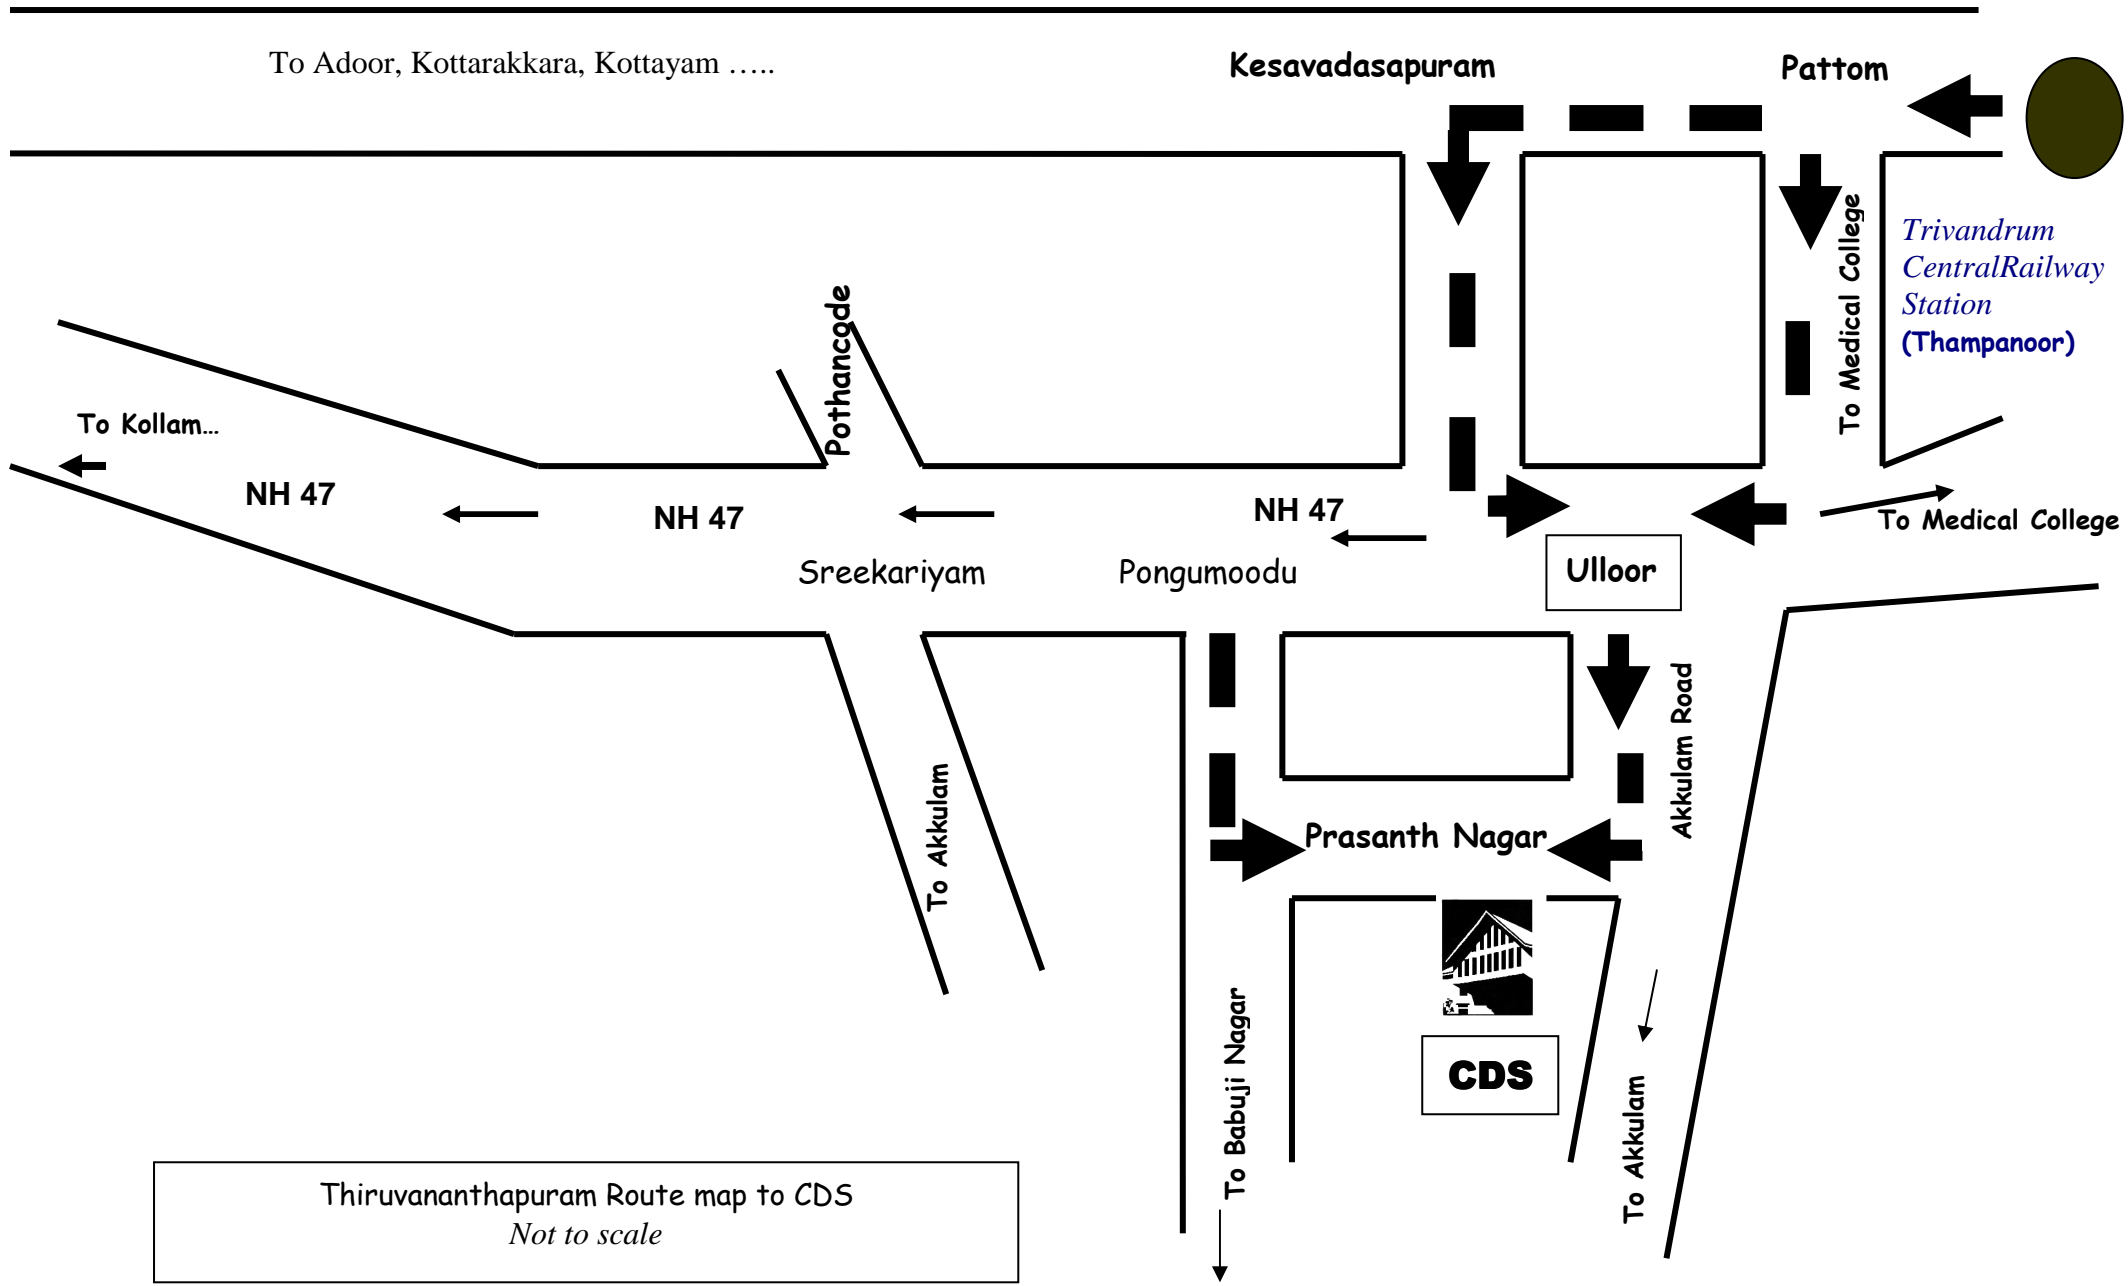 To Adoor, Kottarakkara, Kottayam …..
Kesavadasapuram
Pattom
Trivandrum
CentralRailway
Station
(Thampanoor)
To Medical College
Pothancode
To Kollam…
NH 47
NH 47
NH 47
To Medical College
Sreekariyam
Pongumoodu
Ulloor
Akkulam Road
To Akkulam
Prasanth Nagar
To Babuji Nagar
CDS
To Akkulam
Thiruvananthapuram Route map to CDS
Not to scale